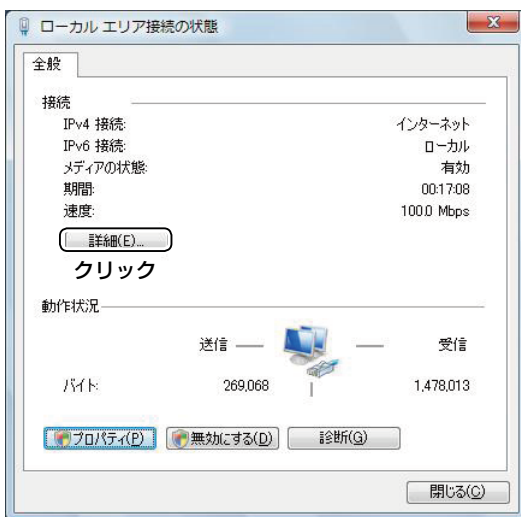 ローカル エリア接続の状態
全般
接続
IPv4 接続: インターネット
IPv6 接続: ローカル
メディアの状態: 有効
期間: 00:17:08
速度: 100.0 Mbps
詳細(E)...
クリック
動作状況
送信 受信
バイト: 269,068 1,478,013
プロパティ(P) 無効にする(D) 診断(G)
閉じる(C)